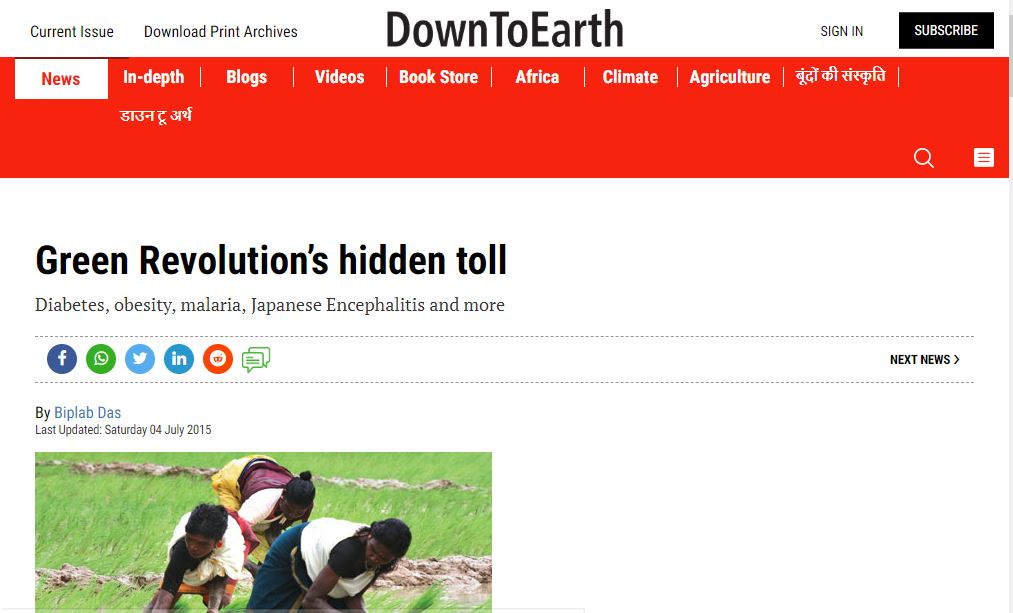 Current Issue
Download Print Archives
DownToEarth
SIGN IN
SUBSCRIBE
News
In-depth
Blogs
Videos
Book Store
Africa
Climate
Agriculture
बूंदों की संस्कृति
डाउन टू अर्थ
Green Revolution’s hidden toll
Diabetes, obesity, malaria, Japanese Encephalitis and more
NEXT NEWS
By Biplab Das
Last Updated: Saturday 04 July 2015